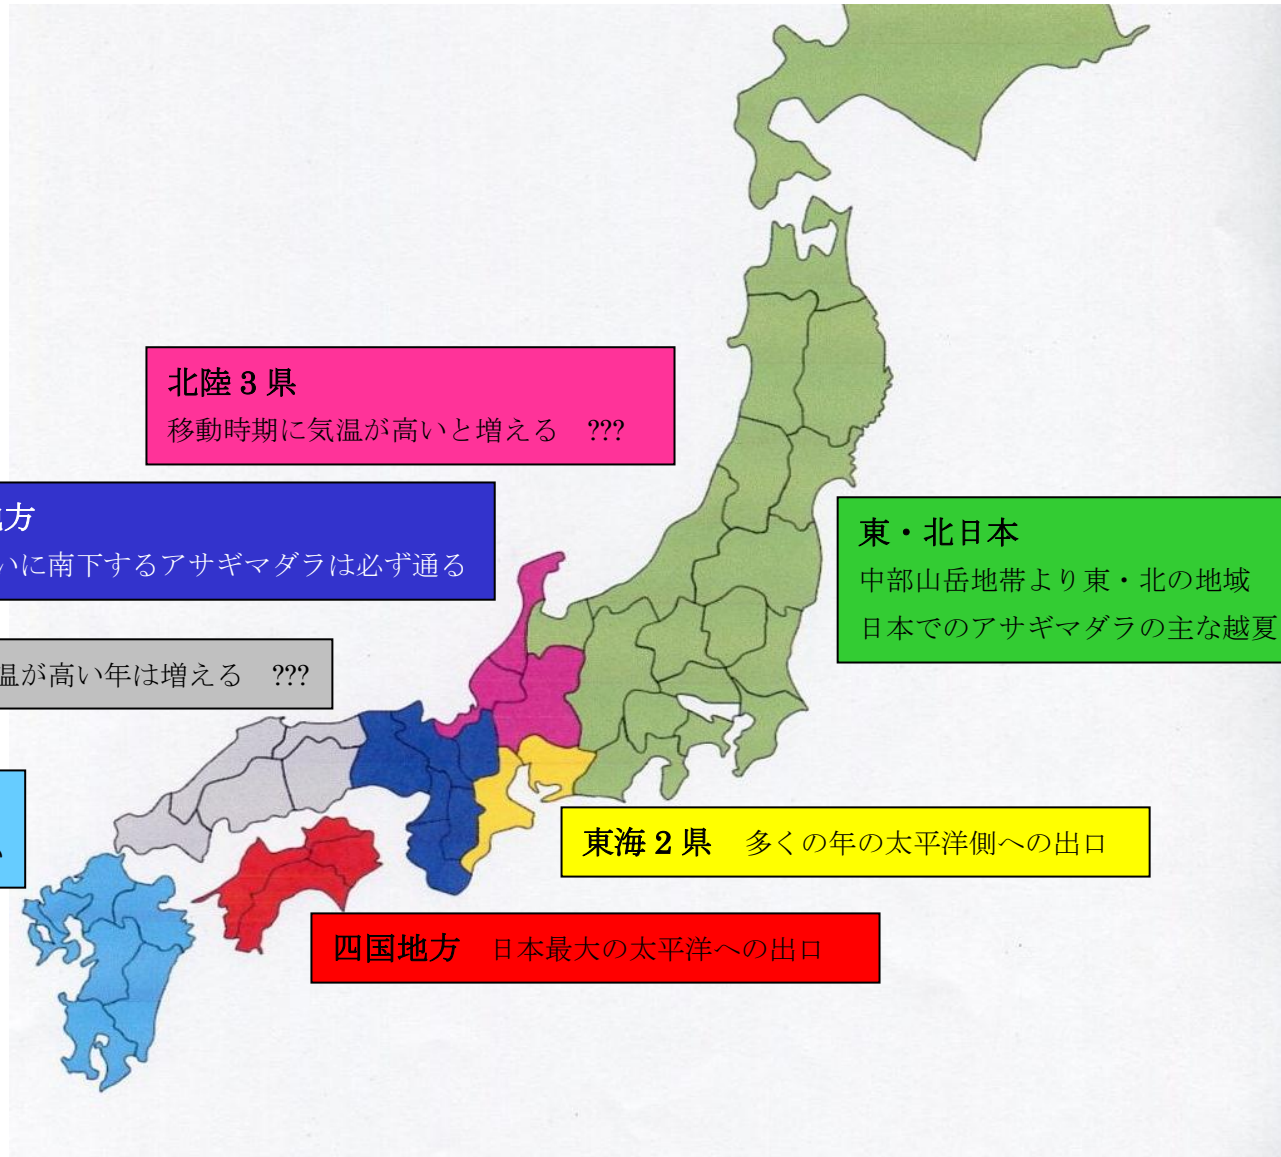 北陸 3 県
移動時期に気温が高いと増える ???
方
いに南下するアサギマダラは必ず通る
東・北日本
中部山岳地帯より東・北の地域
日本でのアサギマダラの主な越夏
温が高い年は増える ???
東海 2 県 多くの年の太平洋側への出口
四国地方 日本最大の太平洋への出口